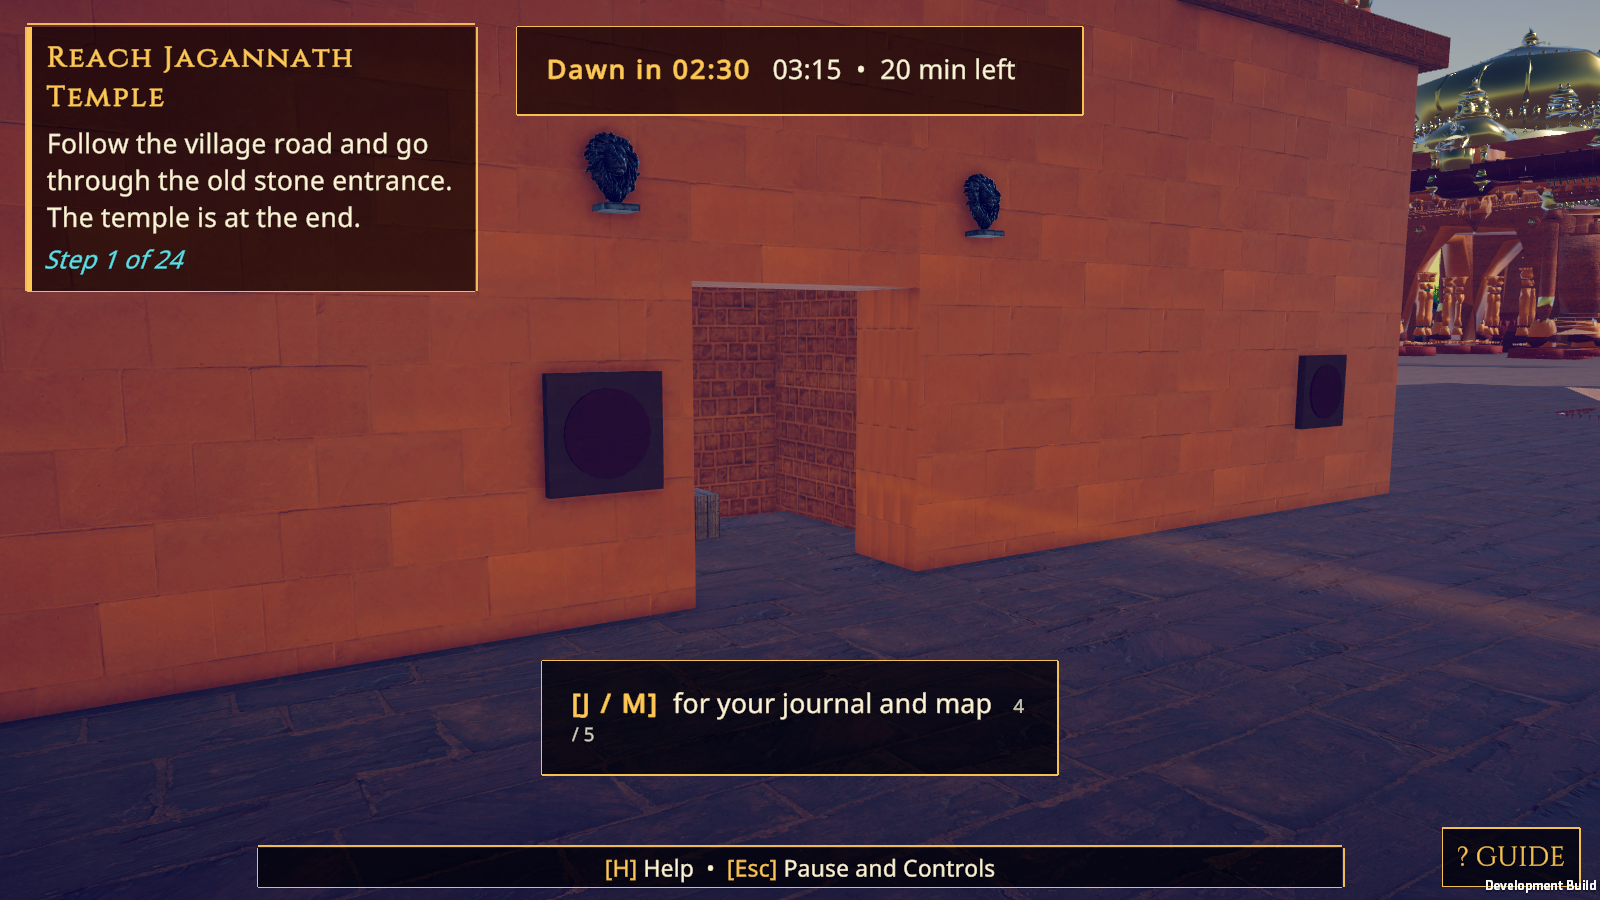 REACH JAGANNATH
TEMPLE
Follow the village road and go
through the old stone entrance.
The temple is at the end.
Step 1 of 24
Dawn in 02:30 03:15 • 20 min left
[J / M] for your journal and map 4
/ 5
[H] Help • [Esc] Pause and Controls
? GUIDE
Development Build